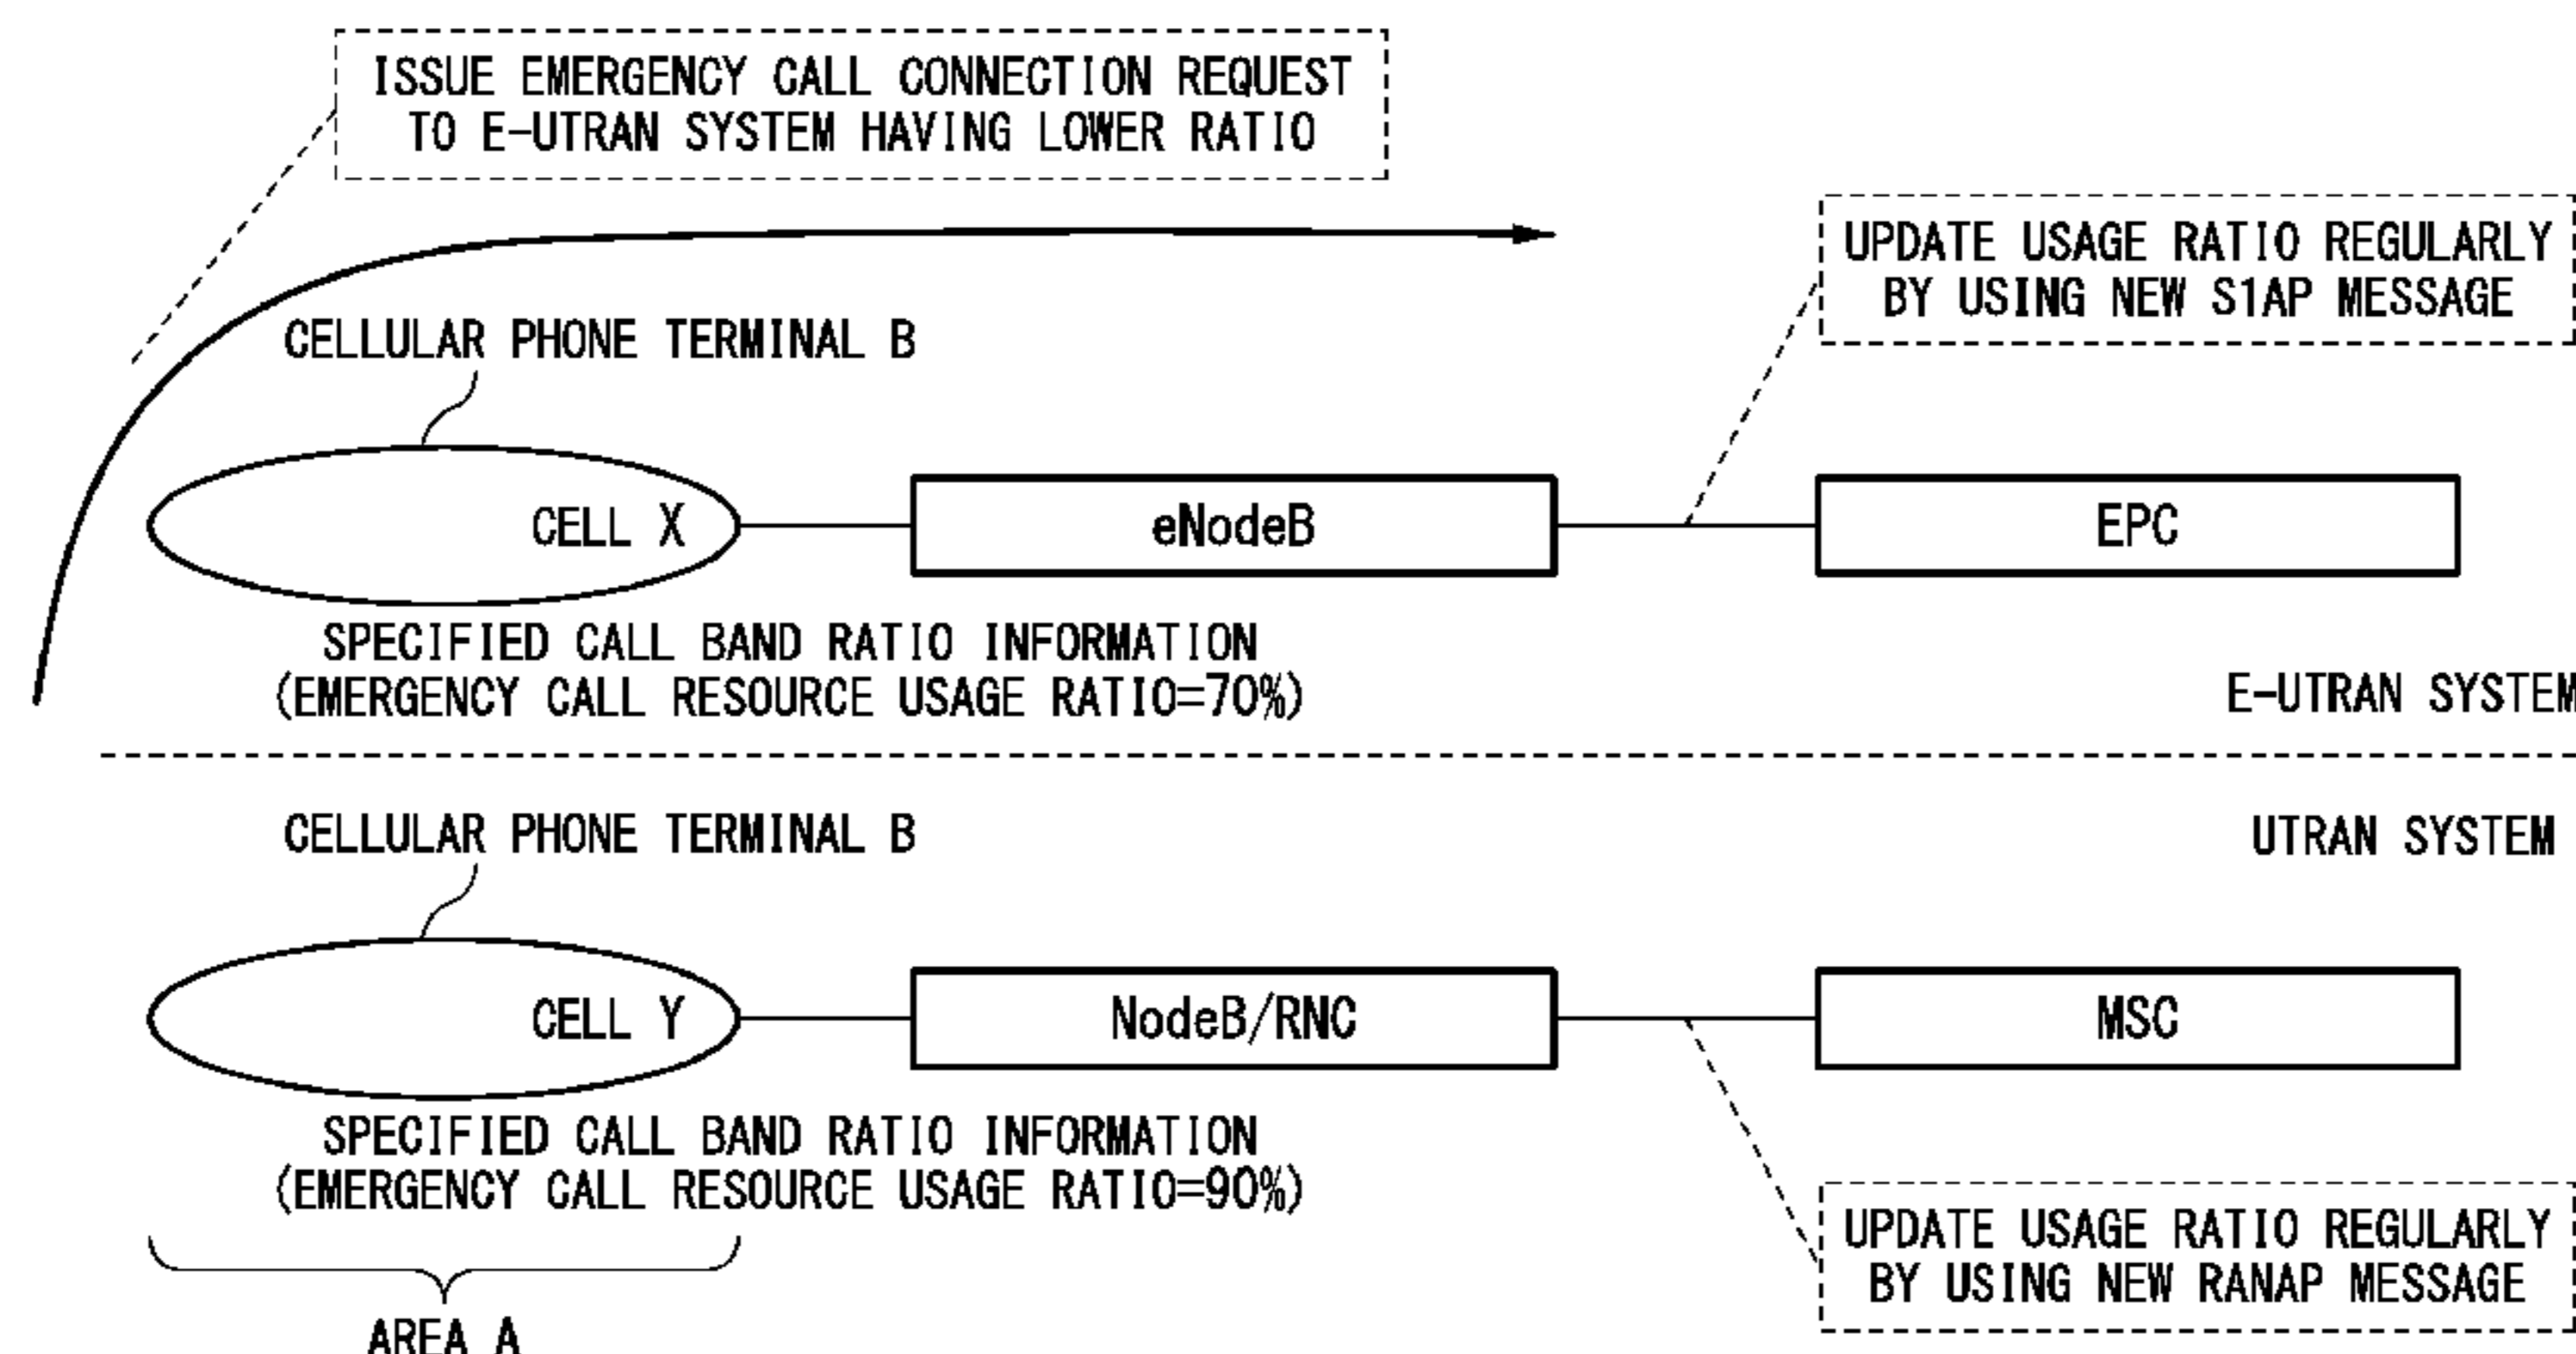 ISSUE EMERGENCY CALL CONNECTION REQUEST
TO E-UTRAN SYSTEM HAVING LOWER RATIO
UPDATE USAGE RATIO REGULARLY
BY USING NEW S1AP MESSAGE
CELLULAR PHONE TERMINAL B
CELL X
eNodeB
EPC
SPECIFIED CALL BAND RATIO INFORMATION
(EMERGENCY CALL RESOURCE USAGE RATIO=70%)
E-UTRAN SYSTEM
CELLULAR PHONE TERMINAL B
UTRAN SYSTEM
CELL Y
NodeB/RNC
MSC
SPECIFIED CALL BAND RATIO INFORMATION
(EMERGENCY CALL RESOURCE USAGE RATIO=90%)
UPDATE USAGE RATIO REGULARLY
BY USING NEW RANAP MESSAGE
AREA A